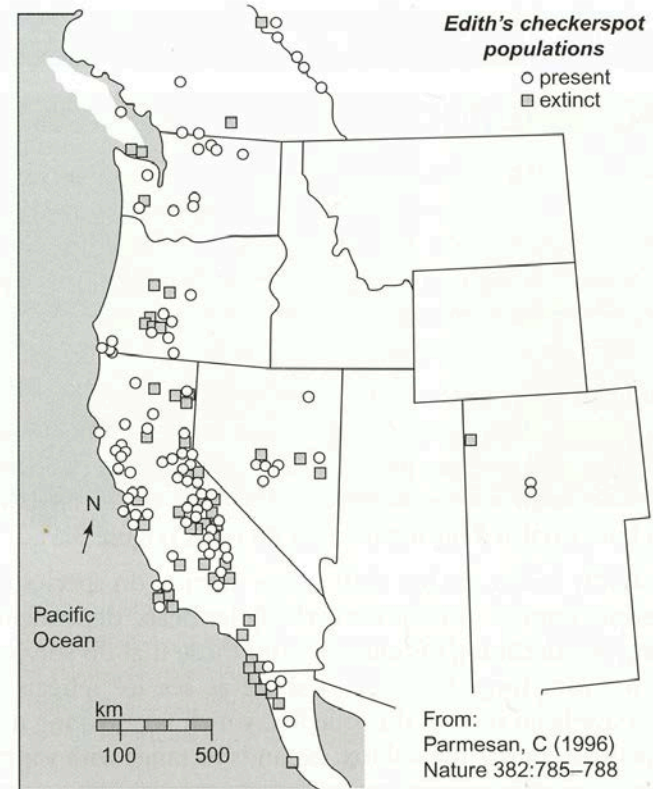 Edith's checkerspot
populations
present
extinct
N
Pacific
Ocean
km
100 500
From:
Parmesan, C (1996)
Nature 382:785–788